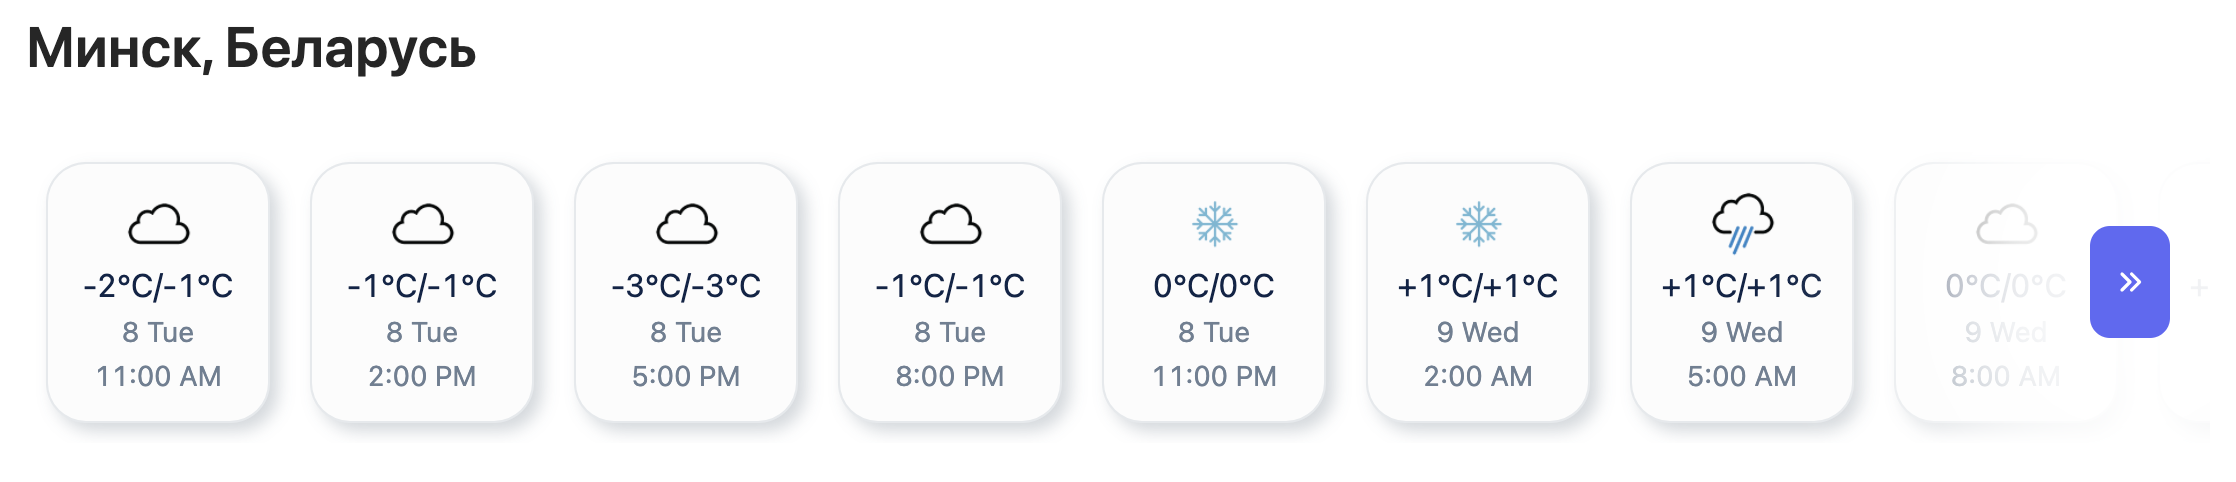 Минск, Беларусь
-2°C/-1°C
8 Tue
11:00 AM
-1°C/-1°C
8 Tue
2:00 PM
-3°C/-3°C
8 Tue
5:00 PM
-1°C/-1°C
8 Tue
8:00 PM
0°C/0°C
8 Tue
11:00 PM
+1°C/+1°C
9 Wed
2:00 AM
+1°C/+1°C
9 Wed
5:00 AM
0°C/0°C
9 Wed
8:00 AM